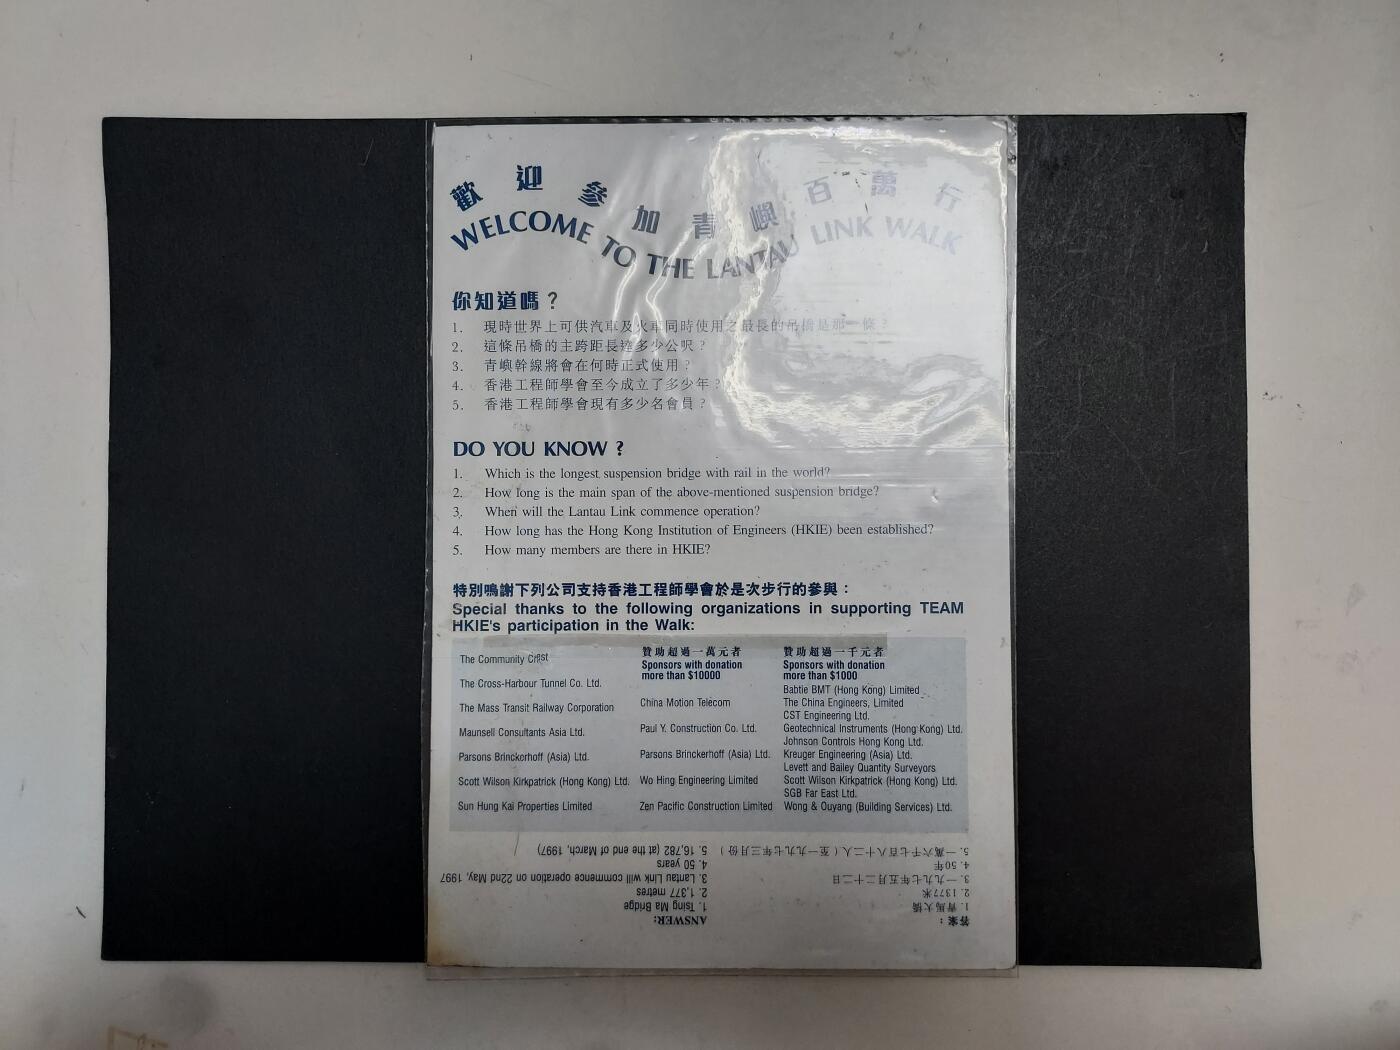 歡迎參加青嶼百萬行
WELCOME TO THE LANTAU LINK WALK
你知道嗎？
1. 現時世界上可供汽車及火車同時使用之最長的吊橋是那一條？
2. 這條吊橋的主跨距長達多少公呎？
3. 青嶼幹線將會在何時正式使用？
4. 香港工程師學會至今成立了多少年？
5. 香港工程師學會現有多少名會員？
DO YOU KNOW ?
1. Which is the longest suspension bridge with rail in the world?
2. How long is the main span of the above-mentioned suspension bridge?
3. When will the Lantau Link commence operation?
4. How long has the Hong Kong Institution of Engineers (HKIE) been established?
5. How many members are there in HKIE?
特別鳴謝下列公司支持香港工程師學會於是次步行的參與：
Special thanks to the following organizations in supporting TEAM
HKIE's participation in the Walk:
The Community Chest
The Cross-Harbour Tunnel Co. Ltd.
The Mass Transit Railway Corporation
Maunsell Consultants Asia Ltd.
Parsons Brinckerhoff (Asia) Ltd.
Scott Wilson Kirkpatrick (Hong Kong) Ltd.
Sun Hung Kai Properties Limited
贊助超過一萬元者
Sponsors with donation
more than $10000
China Motion Telecom
Paul Y. Construction Co. Ltd.
Parsons Brinckerhoff (Asia) Ltd.
Wo Hing Engineering Limited
Zen Pacific Construction Limited
贊助超過一千元者
Sponsors with donation
more than $1000
Babtie BMT (Hong Kong) Limited
The China Engineers, Limited
CST Engineering Ltd.
Geotechnical Instruments (Hong Kong) Ltd.
Johnson Controls Hong Kong Ltd.
Kreuger Engineering (Asia) Ltd.
Levett and Bailey Quantity Surveyors
Scott Wilson Kirkpatrick (Hong Kong) Ltd.
SGB Far East Ltd.
Wong & Ouyang (Building Services) Ltd.
答案：
1. 青馬大橋
2. 1377米
3. 一九九七年五月二十二日
4. 50年
5. 一萬六千七百八十二人（至一九九七年三月份）
ANSWER:
1. Tsing Ma Bridge
2. 1,377 metres
3. Lantau Link will commence operation on 22nd May, 1997
4. 50 years
5. 16,782 (at the end of March, 1997)